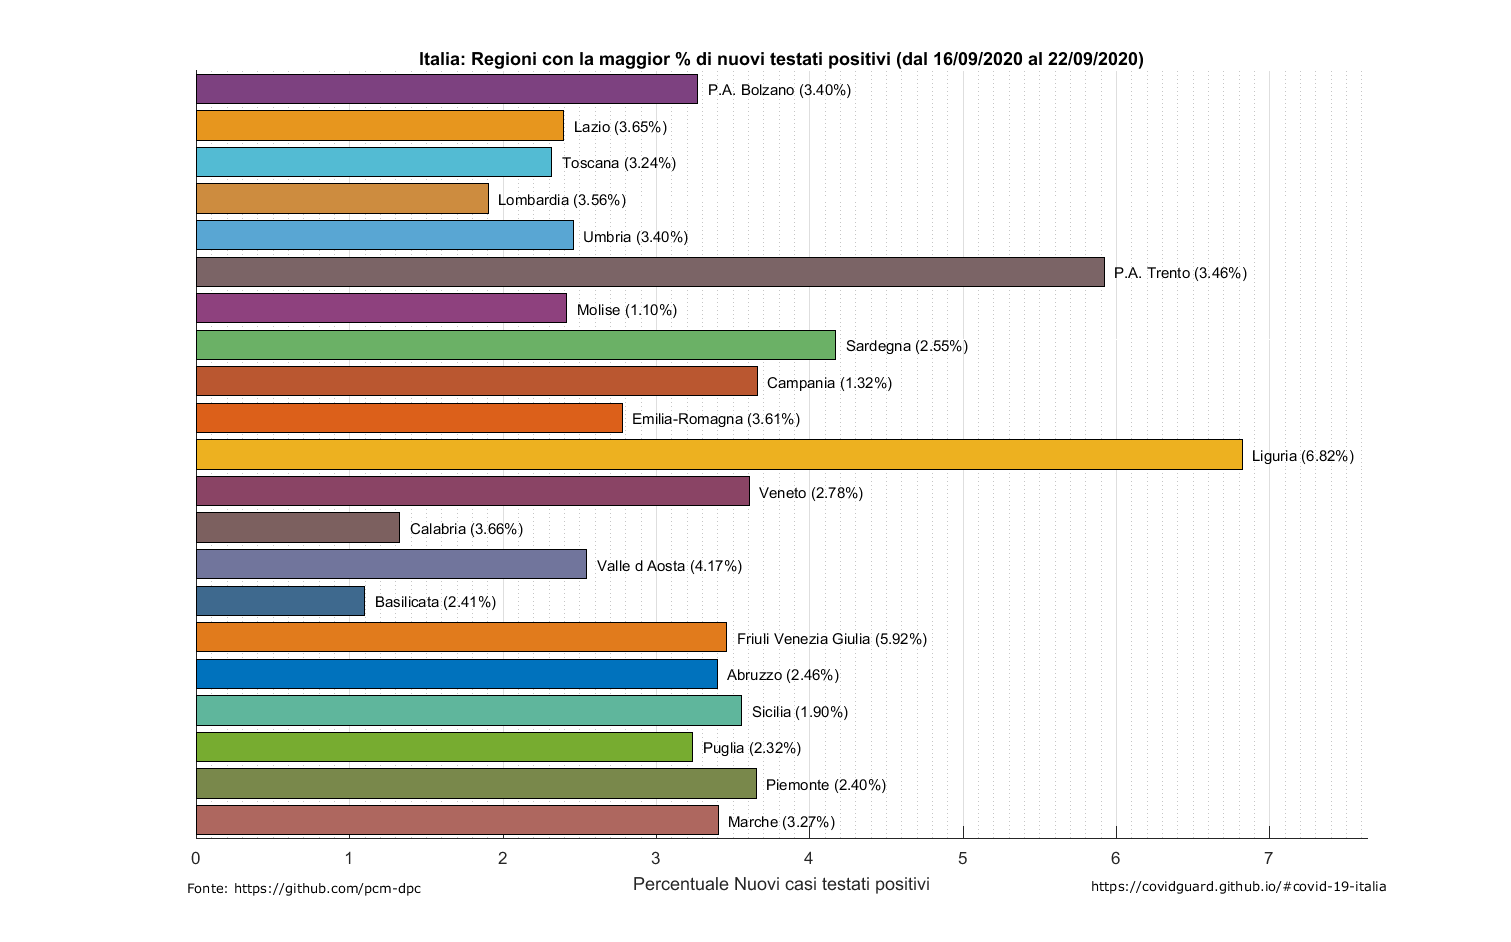 Italia: Regioni con la maggior % di nuovi testati positivi (dal 16/09/2020 al 22/09/2020)
P.A. Bolzano (3.40%)
Lazio (3.65%)
Toscana (3.24%)
Lombardia (3.56%)
Umbria (3.40%)
P.A. Trento (3.46%)
Molise (1.10%)
Sardegna (2.55%)
Campania (1.32%)
Emilia-Romagna (3.61%)
Liguria (6.82%)
Veneto (2.78%)
Calabria (3.66%)
Valle d Aosta (4.17%)
Basilicata (2.41%)
Friuli Venezia Giulia (5.92%)
Abruzzo (2.46%)
Sicilia (1.90%)
Puglia (2.32%)
Piemonte (2.40%)
Marche (3.27%)
0 1 2 3 4 5 6 7
Percentuale Nuovi casi testati positivi
Fonte: https://github.com/pcm-dpc
https://covidguard.github.io/#covid-19-italia